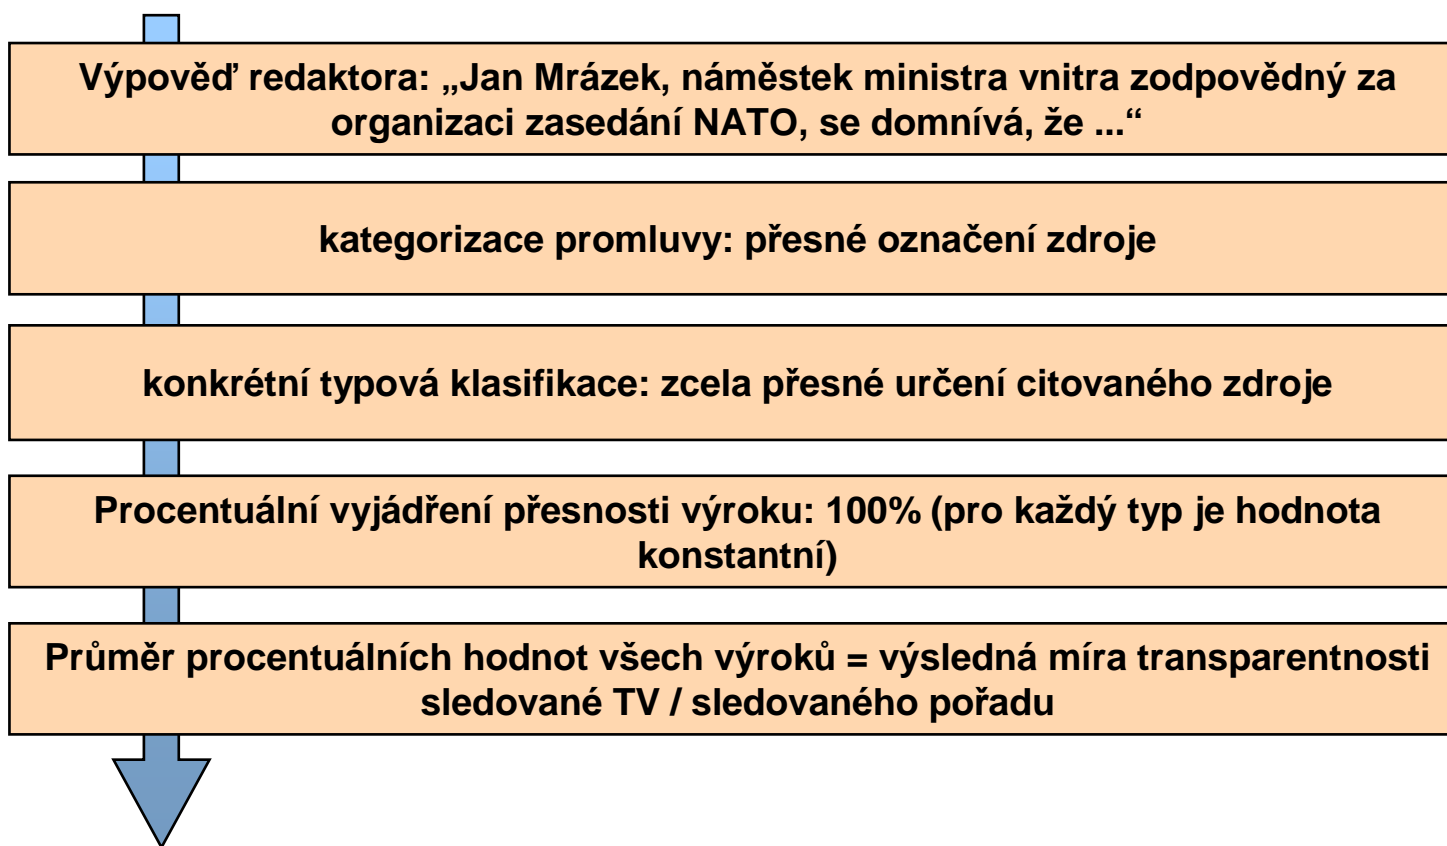 Výpověď redaktora: „Jan Mrázek, náměstek ministra vnitra zodpovědný za
organizaci zasedání NATO, se domnívá, že ...“
kategorizace promluvy: přesné označení zdroje
konkrétní typová klasifikace: zcela přesné určení citovaného zdroje
Procentuální vyjádření přesnosti výroku: 100% (pro každý typ je hodnota
konstantní)
Průměr procentuálních hodnot všech výroků = výsledná míra transparentnosti
sledované TV / sledovaného pořadu